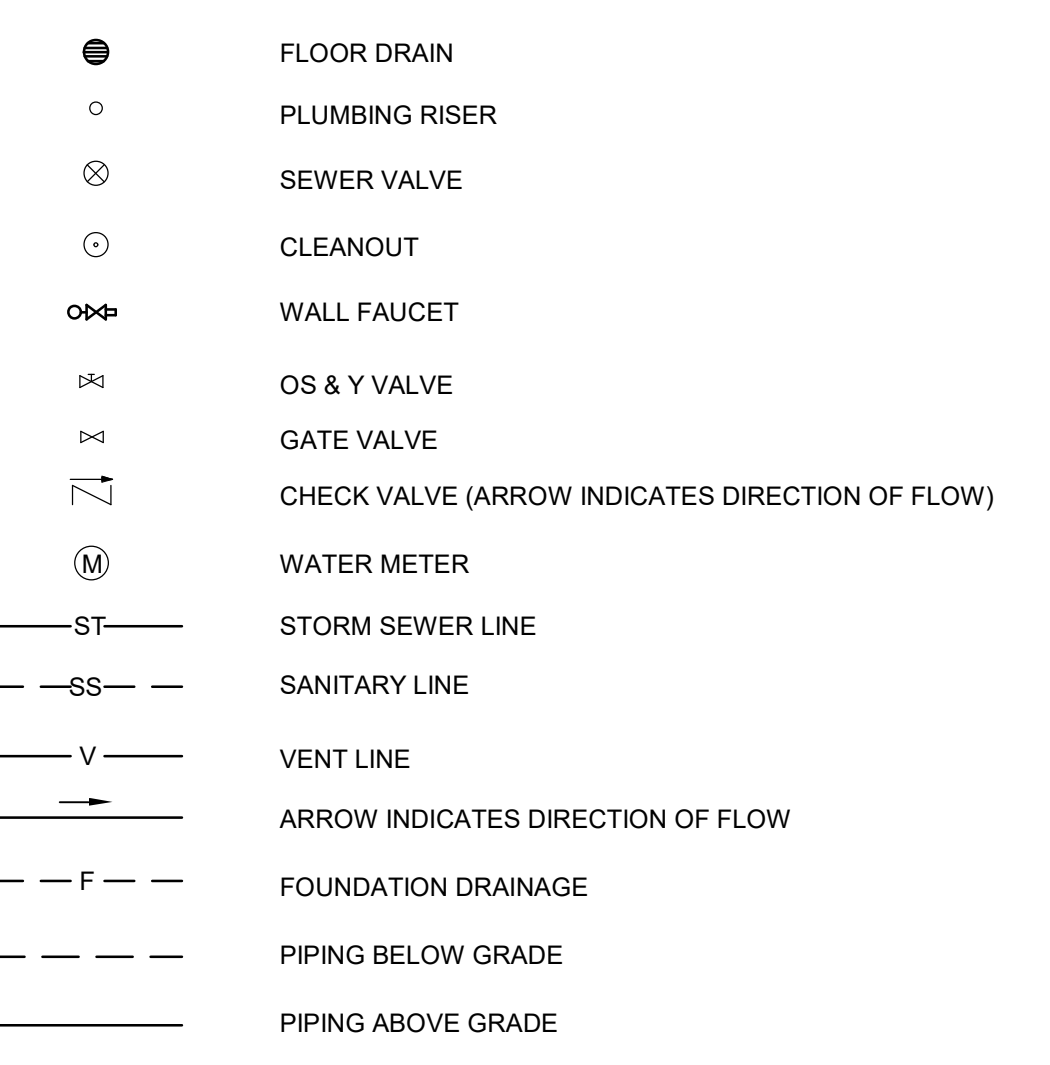 FLOOR DRAIN
PLUMBING RISER
SEWER VALVE
CLEANOUT
WALL FAUCET
OS & Y VALVE
GATE VALVE
CHECK VALVE (ARROW INDICATES DIRECTION OF FLOW)
M WATER METER
ST STORM SEWER LINE
SS SANITARY LINE
V VENT LINE
ARROW INDICATES DIRECTION OF FLOW
F FOUNDATION DRAINAGE
PIPING BELOW GRADE
PIPING ABOVE GRADE